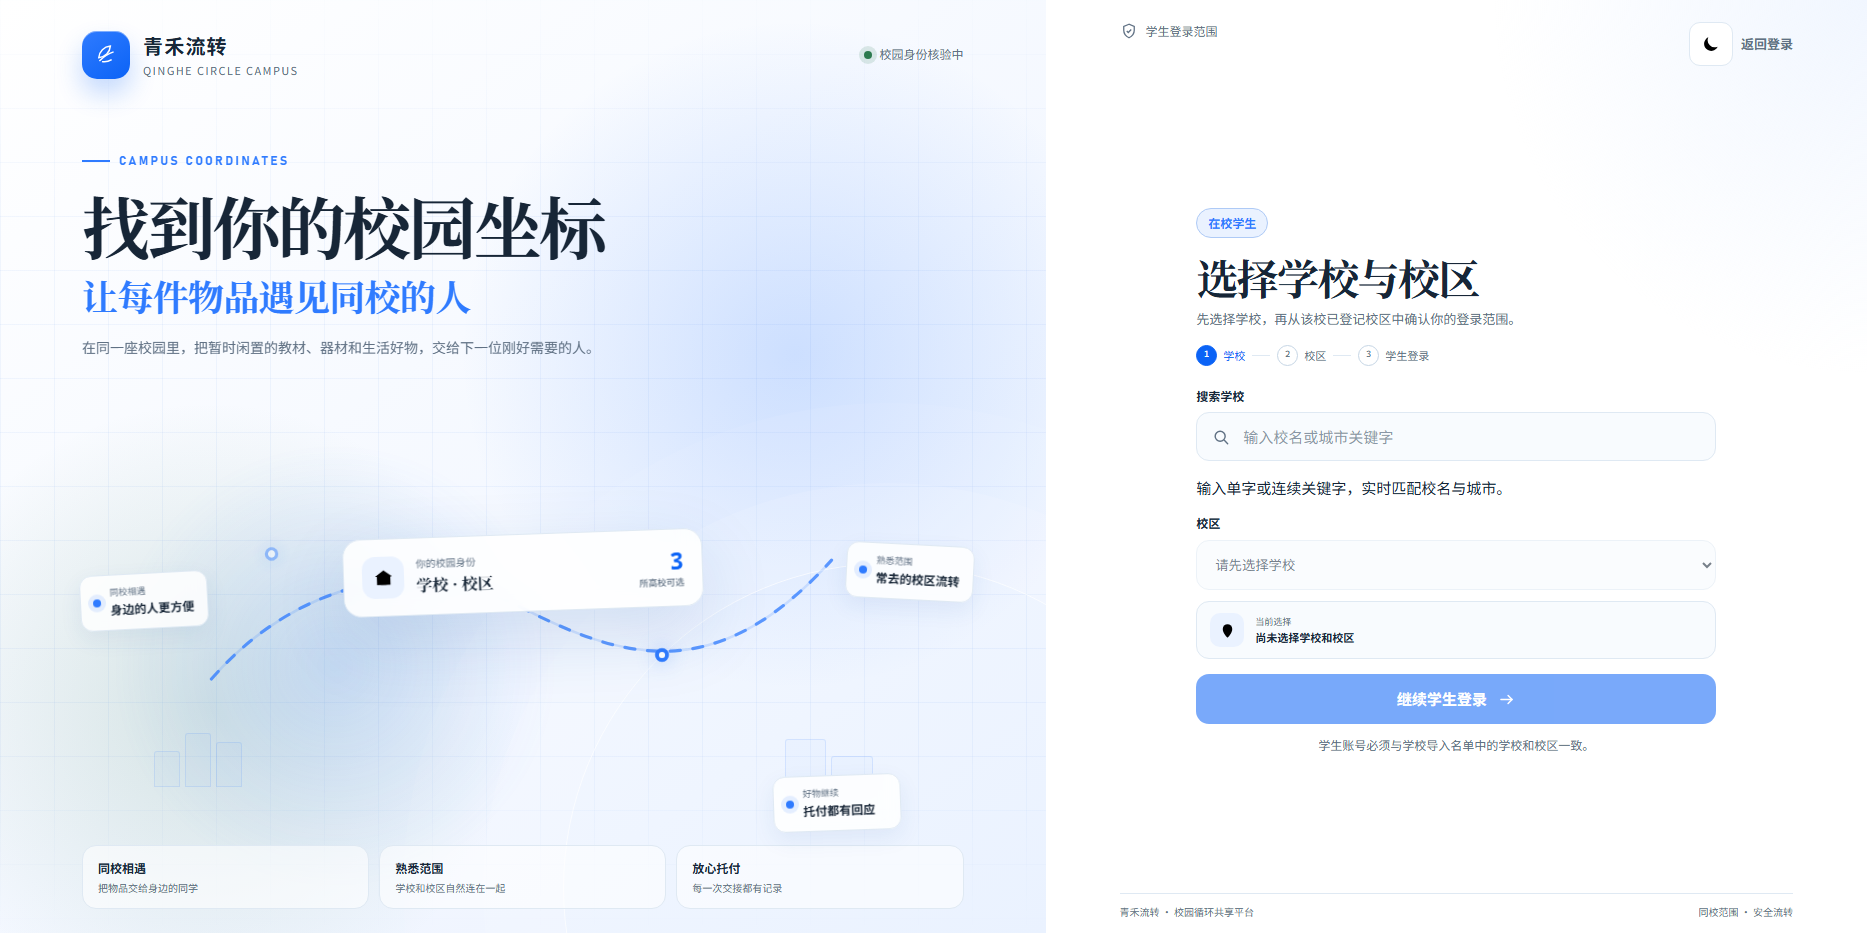 青禾流转
QINGHE CIRCLE CAMPUS
校园身份核验中
CAMPUS COORDINATES
找到你的校园坐标
让每件物品遇见同校的人
在同一座校园里，把暂时闲置的教材、器材和生活好物，交给下一位刚好需要的人。
同校相遇
身边的人更方便
你的校园身份
学校 · 校区
3
所高校可选
熟悉范围
常去的校区流转
好物继续
托付都有回应
同校相遇
把物品交给身边的同学
熟悉范围
学校和校区自然连在一起
放心托付
每一次交接都有记录
学生登录范围
返回登录
在校学生
选择学校与校区
先选择学校，再从该校已登记校区中确认你的登录范围。
1 学校 2 校区 3 学生登录
搜索学校
输入校名或城市关键字
输入单字或连续关键字，实时匹配校名与城市。
校区
请先选择学校
当前选择
尚未选择学校和校区
继续学生登录 →
学生账号必须与学校导入名单中的学校和校区一致。
青禾流转 · 校园循环共享平台
同校范围 · 安全流转